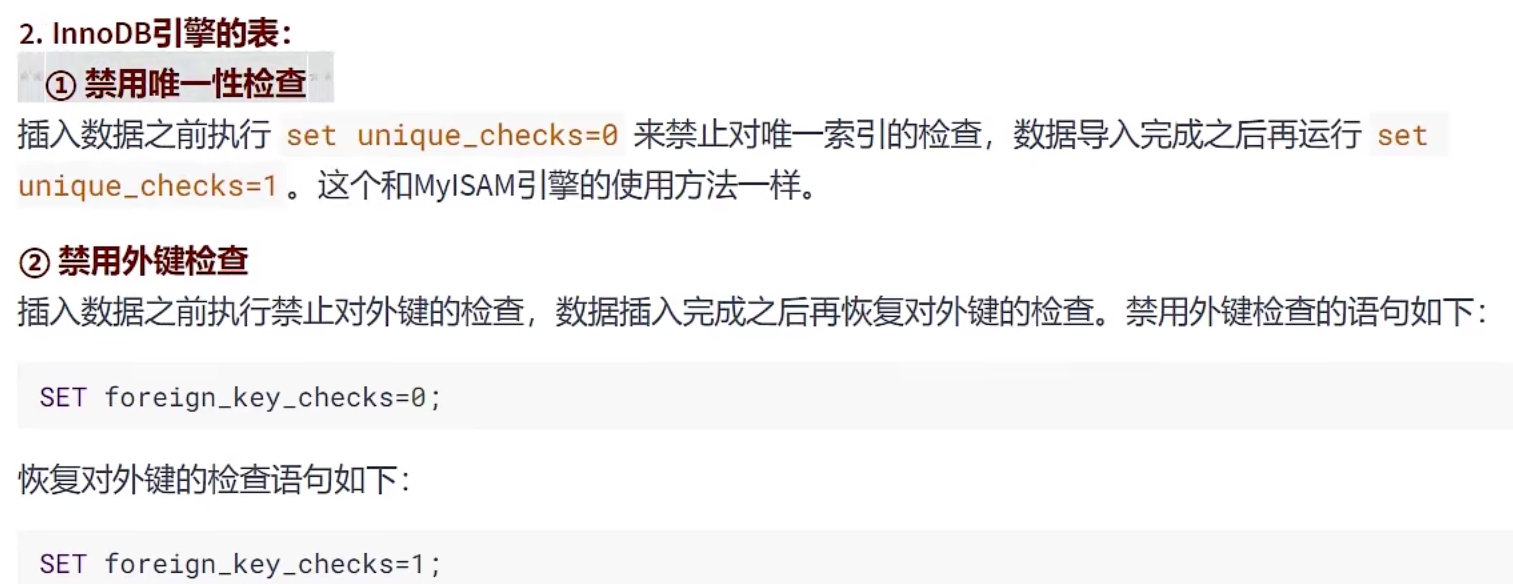 2. InnoDB引擎的表：
① 禁用唯一性检查
插入数据之前执行 set unique_checks=0 来禁止对唯一索引的检查，数据导入完成之后再运行 set
unique_checks=1 。这个和MyISAM引擎的使用方法一样。
② 禁用外键检查
插入数据之前执行禁止对外键的检查，数据插入完成之后再恢复对外键的检查。禁用外键检查的语句如下：
SET foreign_key_checks=0;
恢复对外键的检查语句如下：
SET foreign_key_checks=1;